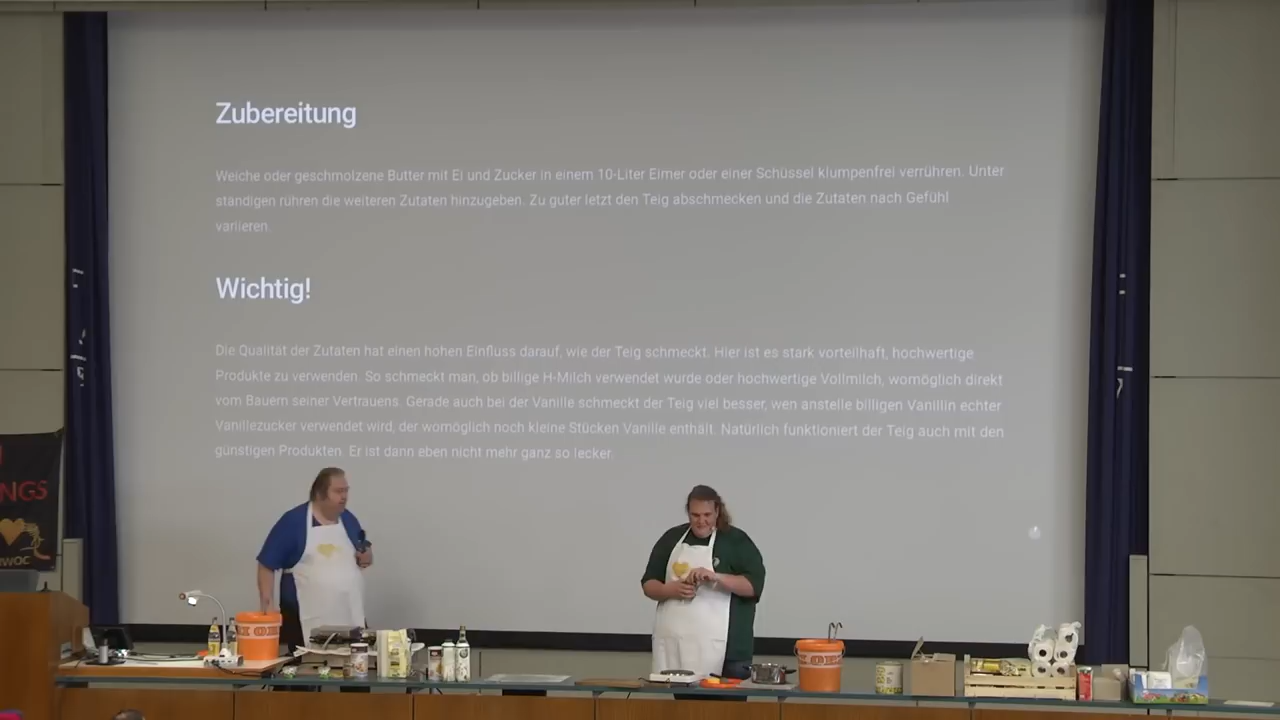 Zubereitung
Weiche oder geschmolzene Butter mit Ei und Zucker in einem 10-Liter Eimer oder einer Schüssel klumpenfrei verrühren. Unter
ständigen rühren die weiteren Zutaten hinzugeben. Zu guter letzt den Teig abschmecken und die Zutaten nach Gefühl
variieren.
Wichtig!
Die Qualität der Zutaten hat einen hohen Einfluss darauf, wie der Teig schmeckt. Hier ist es stark vorteilhaft, hochwertige
Produkte zu verwenden. So schmeckt man, ob billige H-Milch verwendet wurde oder hochwertige Vollmilch, womöglich direkt
vom Bauern seiner Vertrauens. Gerade auch bei der Vanille schmeckt der Teig viel besser, wen anstelle billigen Vanillin echter
Vanillezucker verwendet wird, der womöglich noch kleine Stücken Vanille enthält. Natürlich funktioniert der Teig auch mit den
günstigen Produkten. Er ist dann eben nicht mehr ganz so lecker.
NGS